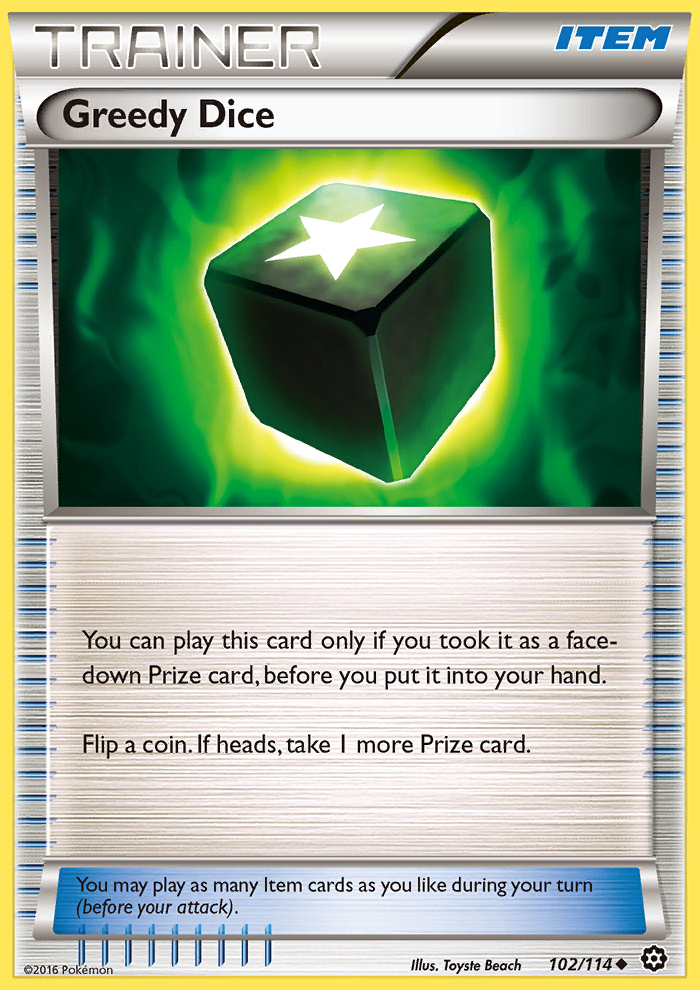 TRAINER
ITEM
Greedy Dice
You can play this card only if you took it as a face-
down Prize card, before you put it into your hand.
Flip a coin. If heads, take 1 more Prize card.
You may play as many Item cards as you like during your turn
(before your attack).
©2016 Pokémon
Illus. Toyste Beach
102/114